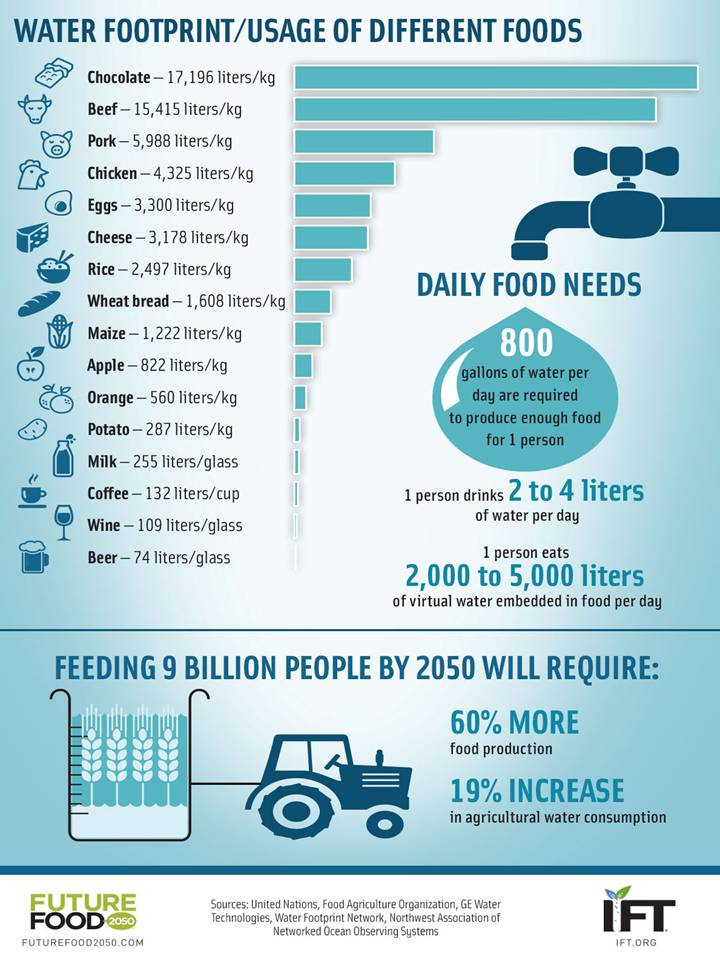 WATER FOOTPRINT/USAGE OF DIFFERENT FOODS
Chocolate – 17,196 liters/kg
Beef – 15,415 liters/kg
Pork – 5,988 liters/kg
Chicken – 4,325 liters/kg
Eggs – 3,300 liters/kg
Cheese – 3,178 liters/kg
Rice – 2,497 liters/kg
Wheat bread – 1,608 liters/kg
Maize – 1,222 liters/kg
Apple – 822 liters/kg
Orange – 560 liters/kg
Potato – 287 liters/kg
Milk – 255 liters/glass
Coffee – 132 liters/cup
Wine – 109 liters/glass
Beer – 74 liters/glass
DAILY FOOD NEEDS
800
gallons of water per
day are required
to produce enough food
for 1 person
1 person drinks 2 to 4 liters
of water per day
1 person eats
2,000 to 5,000 liters
of virtual water embedded in food per day
FEEDING 9 BILLION PEOPLE BY 2050 WILL REQUIRE:
60% MORE
food production
19% INCREASE
in agricultural water consumption
FUTURE
FOOD 2050
FUTUREFOOD2050.COM
Sources: United Nations, Food Agriculture Organization, GE Water
Technologies, Water Footprint Network, Northwest Association of
Networked Ocean Observing Systems
IFT
IFT.ORG